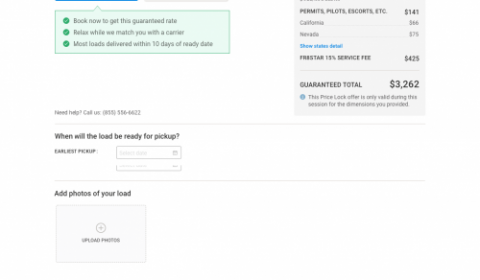 Book now to get this guaranteed rate
Relax while we match you with a carrier
Most loads delivered within 10 days of ready date
PERMITS, PILOTS, ESCORTS, ETC. $141
California $66
Nevada $75
Show states detail
FR8STAR 15% SERVICE FEE $425
GUARANTEED TOTAL $3,262
This Price Lock offer is only valid during this
session for the dimensions you provided.
Need help? Call us: (855) 556-6622
When will the load be ready for pickup?
EARLIEST PICKUP:
Add photos of your load
UPLOAD PHOTOS